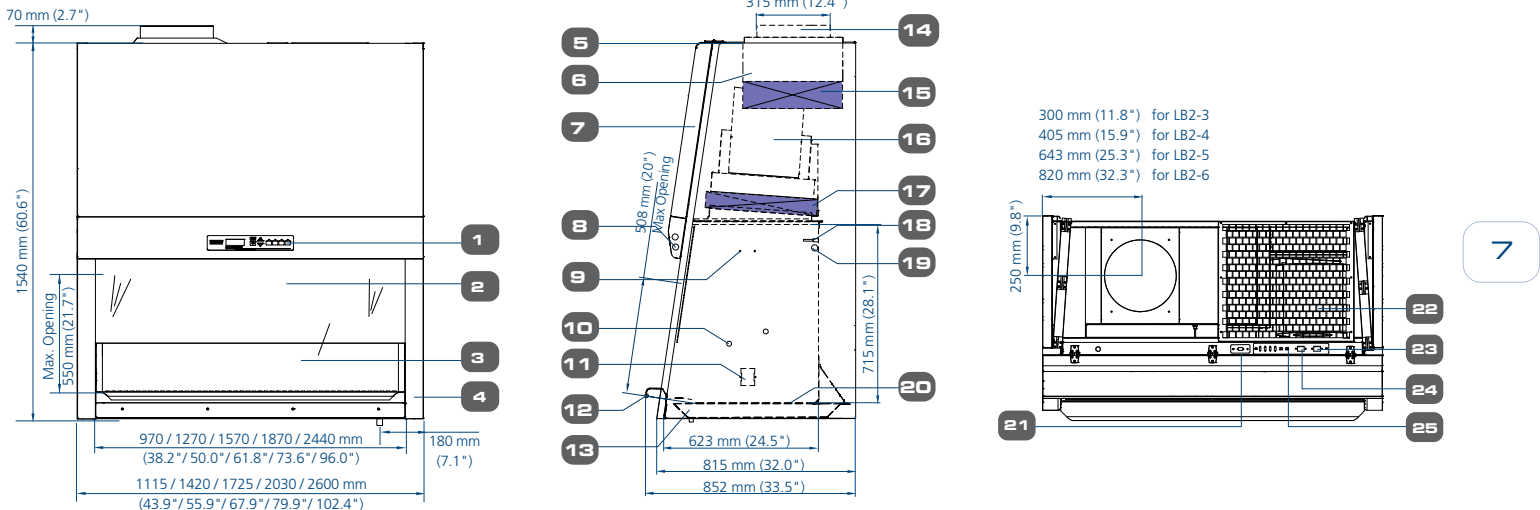 70 mm (2.7")
1540 mm (60.6")
Max. Opening
550 mm (21.7")
1
2
3
4
970 / 1270 / 1570 / 1870 / 2440 mm
(38.2"/ 50.0"/ 61.8"/ 73.6"/ 96.0")
180 mm
(7.1")
1115 / 1420 / 1725 / 2030 / 2600 mm
(43.9"/ 55.9"/ 67.9"/ 79.9"/ 102.4")
315 mm (12.4")
5
6
7
8
9
10
11
12
13
508 mm (20")
Max Opening
14
15
16
17
18
19
20
715 mm (28.1")
623 mm (24.5")
815 mm (32.0")
852 mm (33.5")
300 mm (11.8") for LB2-3
405 mm (15.9") for LB2-4
643 mm (25.3") for LB2-5
820 mm (32.3") for LB2-6
250 mm (9.8")
21
22
23
24
25
7